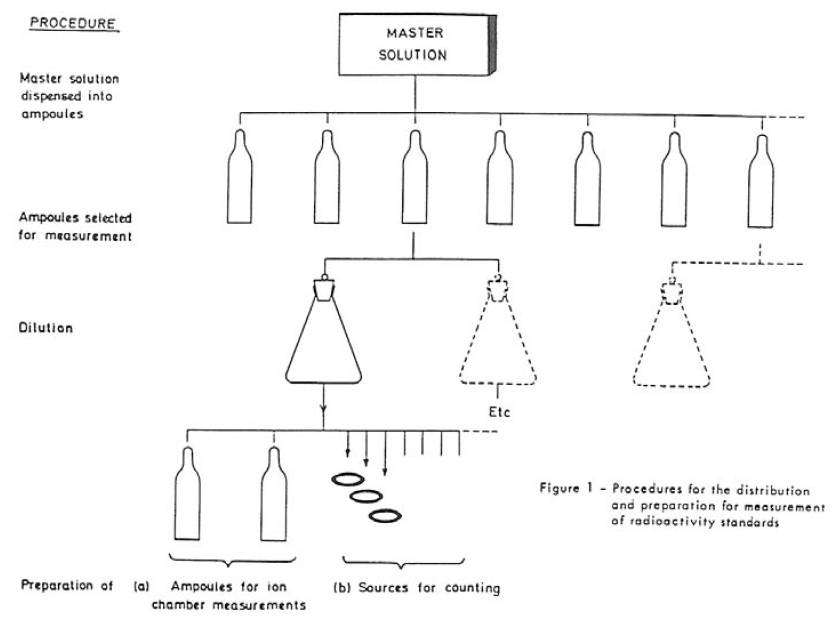 PROCEDURE
MASTER
SOLUTION
Master solution
dispensed into
ampoules
Ampoules selected
for measurement
Dilution
Etc
Figure 1 – Procedures for the distribution
and preparation for measurement
of radioactivity standards
Preparation of (a) Ampoules for ion
chamber measurements
(b) Sources for counting